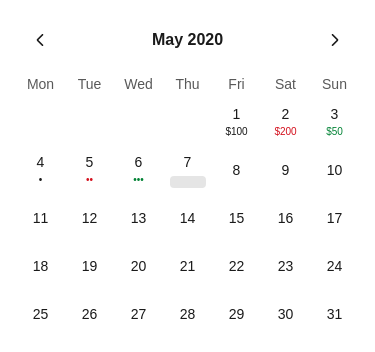 May 2020
Mon Tue Wed Thu Fri Sat Sun
1 2 3
$100 $200 $50
4 5 6 7 8 9 10
• •• •••
11 12 13 14 15 16 17
18 19 20 21 22 23 24
25 26 27 28 29 30 31